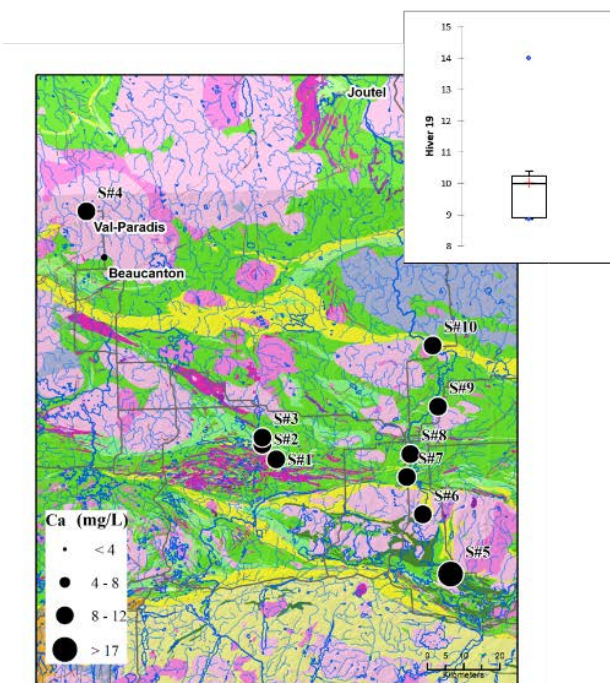 15
14
13
12
11
10
9
8
Hiver 19
Joutel
S#4
Val-Paradis
Beaucanton
S#10
S#9
S#3
S#2
S#1
S#8
S#7
S#6
S#5
Ca (mg/L)
< 4
4 - 8
8 - 12
> 17
0 5 10 20
Kilometers